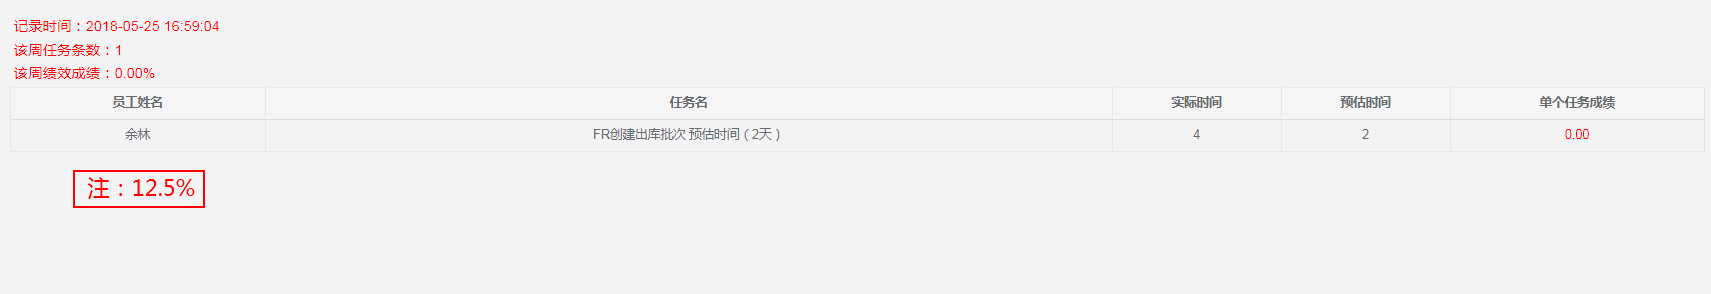 记录时间：2018-05-25 16:59:04
该周任务条数：1
该周绩效成绩：0.00%
员工姓名 任务名 实际时间 预估时间 单个任务成绩
余林 FR创建出库批次 预估时间（2天） 4 2 0.00
注：12.5%